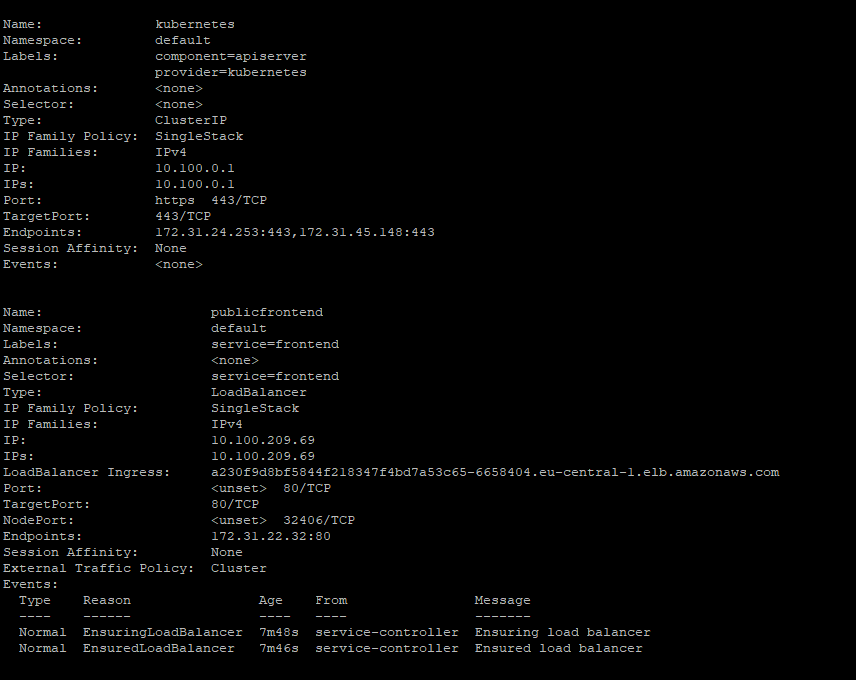 Name:              kubernetes
Namespace:         default
Labels:            component=apiserver
                   provider=kubernetes
Annotations:       <none>
Selector:          <none>
Type:              ClusterIP
IP Family Policy:  SingleStack
IP Families:       IPv4
IP:                10.100.0.1
IPs:               10.100.0.1
Port:              https  443/TCP
TargetPort:        443/TCP
Endpoints:         172.31.24.253:443,172.31.45.148:443
Session Affinity:  None
Events:            <none>

Name:                     publicfrontend
Namespace:                default
Labels:                   service=frontend
Annotations:              <none>
Selector:                 service=frontend
Type:                     LoadBalancer
IP Family Policy:         SingleStack
IP Families:              IPv4
IP:                       10.100.209.69
IPs:                      10.100.209.69
LoadBalancer Ingress:     a230f9d8bf5844f218347f4bd7a53c65-6658404.eu-central-1.elb.amazonaws.com
Port:                     <unset>  80/TCP
TargetPort:               80/TCP
NodePort:                 <unset>  32406/TCP
Endpoints:                172.31.22.32:80
Session Affinity:         None
External Traffic Policy:  Cluster
Events:
  Type    Reason                Age    From                Message
  ----    ------                ----   ----                -------
  Normal  EnsuringLoadBalancer  7m48s  service-controller  Ensuring load balancer
  Normal  EnsuredLoadBalancer   7m46s  service-controller  Ensured load balancer